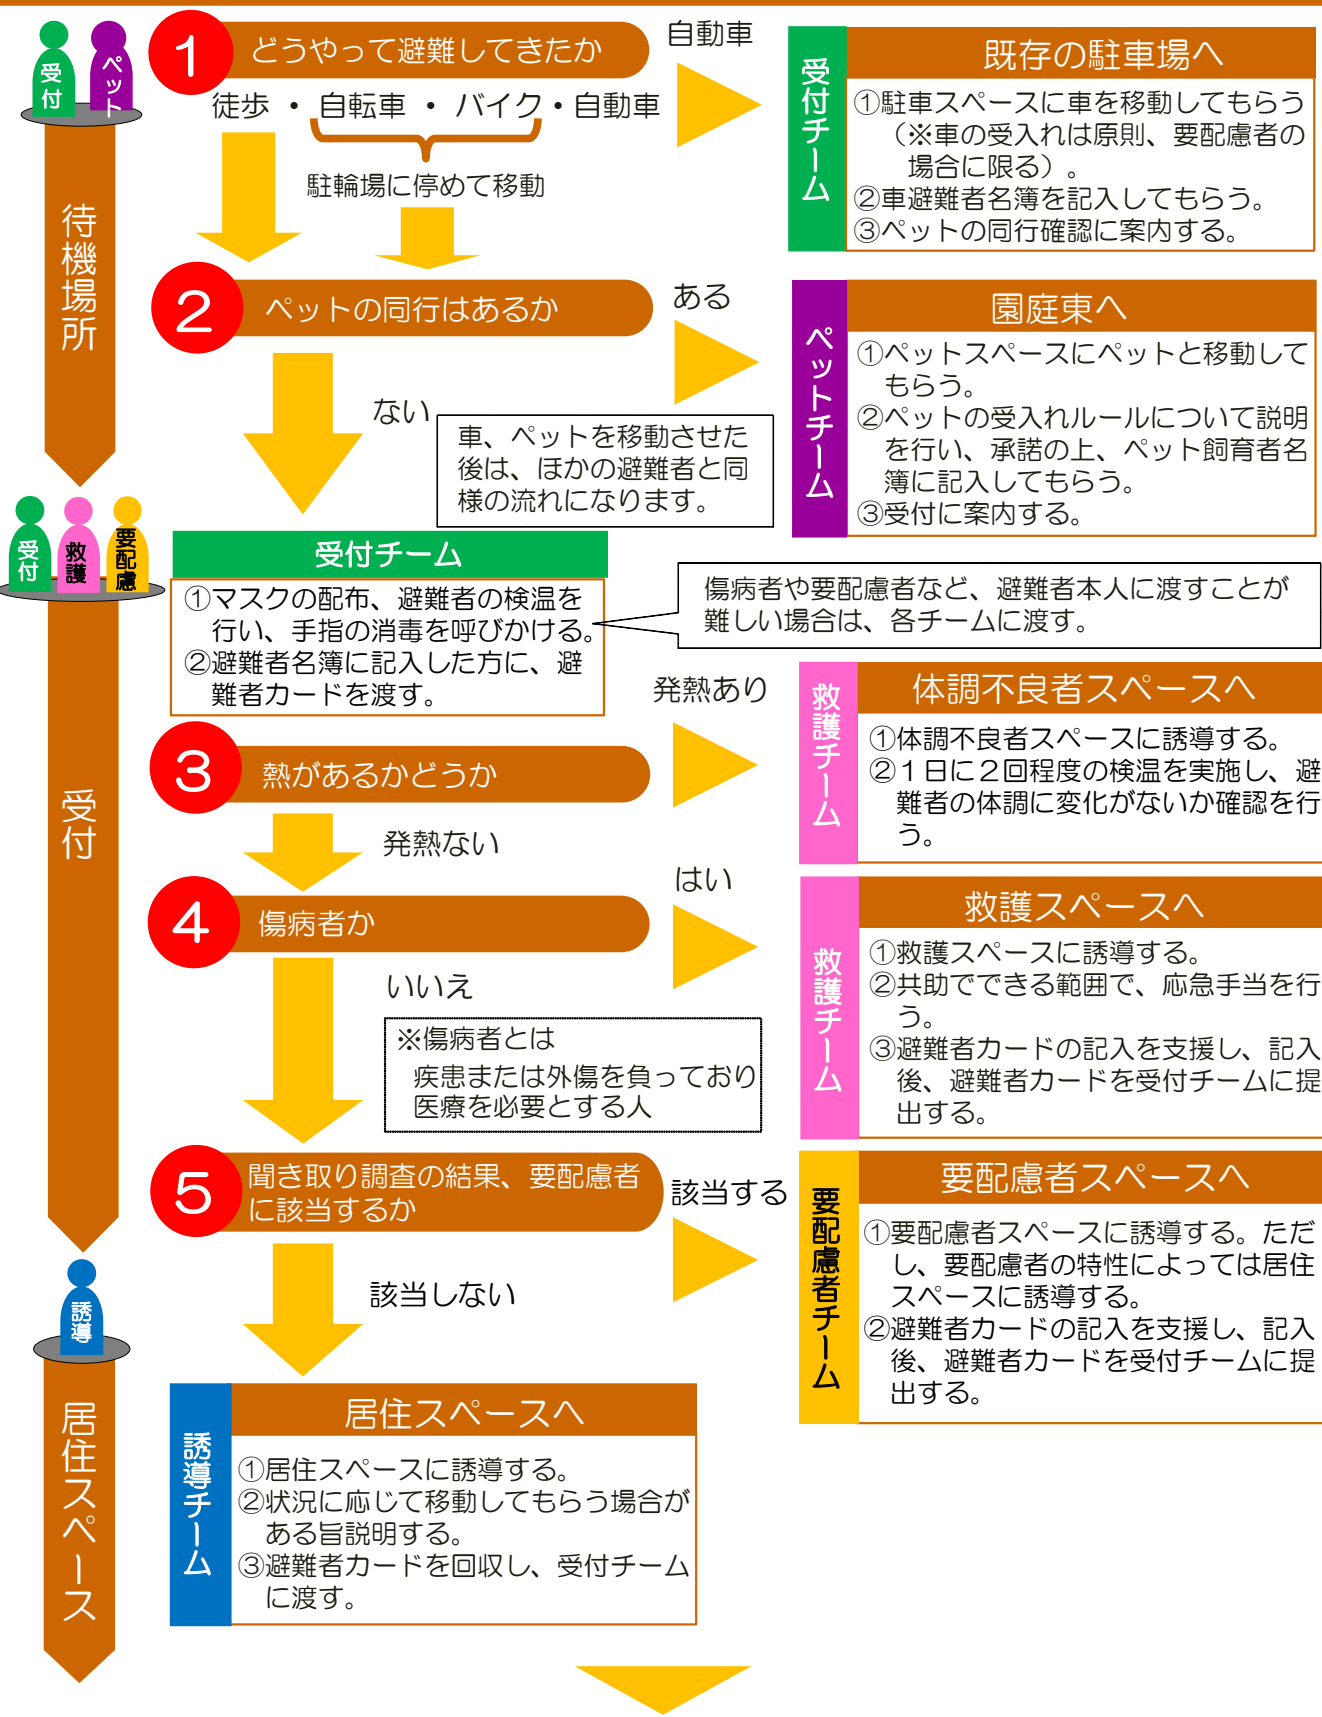 受付
ペット
待機場所
1
どうやって避難してきたか
自動車
徒歩 ・ 自転車 ・ バイク・自動車
駐輪場に停めて移動
受付チーム
既存の駐車場へ
①駐車スペースに車を移動してもらう
（※車の受入れは原則、要配慮者の
場合に限る）。
②車避難者名簿を記入してもらう。
③ペットの同行確認に案内する。
2
ペットの同行はあるか
ある
ない
車、ペットを移動させた
後は、ほかの避難者と同
様の流れになります。
ペットチーム
園庭東へ
①ペットスペースにペットと移動して
もらう。
②ペットの受入れルールについて説明
を行い、承諾の上、ペット飼育者名
簿に記入してもらう。
③受付に案内する。
受付
救護
要配慮
受付
受付チーム
①マスクの配布、避難者の検温を
行い、手指の消毒を呼びかける。
②避難者名簿に記入した方に、避
難者カードを渡す。
傷病者や要配慮者など、避難者本人に渡すことが
難しい場合は、各チームに渡す。
3
熱があるかどうか
発熱あり
発熱ない
救護チーム
体調不良者スペースへ
①体調不良者スペースに誘導する。
②１日に２回程度の検温を実施し、避
難者の体調に変化がないか確認を行
う。
4
傷病者か
はい
いいえ
※傷病者とは
疾患または外傷を負っており
医療を必要とする人
救護チーム
救護スペースへ
①救護スペースに誘導する。
②共助でできる範囲で、応急手当を行
う。
③避難者カードの記入を支援し、記入
後、避難者カードを受付チームに提
出する。
5
聞き取り調査の結果、要配慮者
に該当するか
該当する
該当しない
要配慮者チーム
要配慮者スペースへ
①要配慮者スペースに誘導する。ただ
し、要配慮者の特性によっては居住
スペースに誘導する。
②避難者カードの記入を支援し、記入
後、避難者カードを受付チームに提
出する。
誘導
居住スペース
誘導チーム
居住スペースへ
①居住スペースに誘導する。
②状況に応じて移動してもらう場合が
ある旨説明する。
③避難者カードを回収し、受付チーム
に渡す。